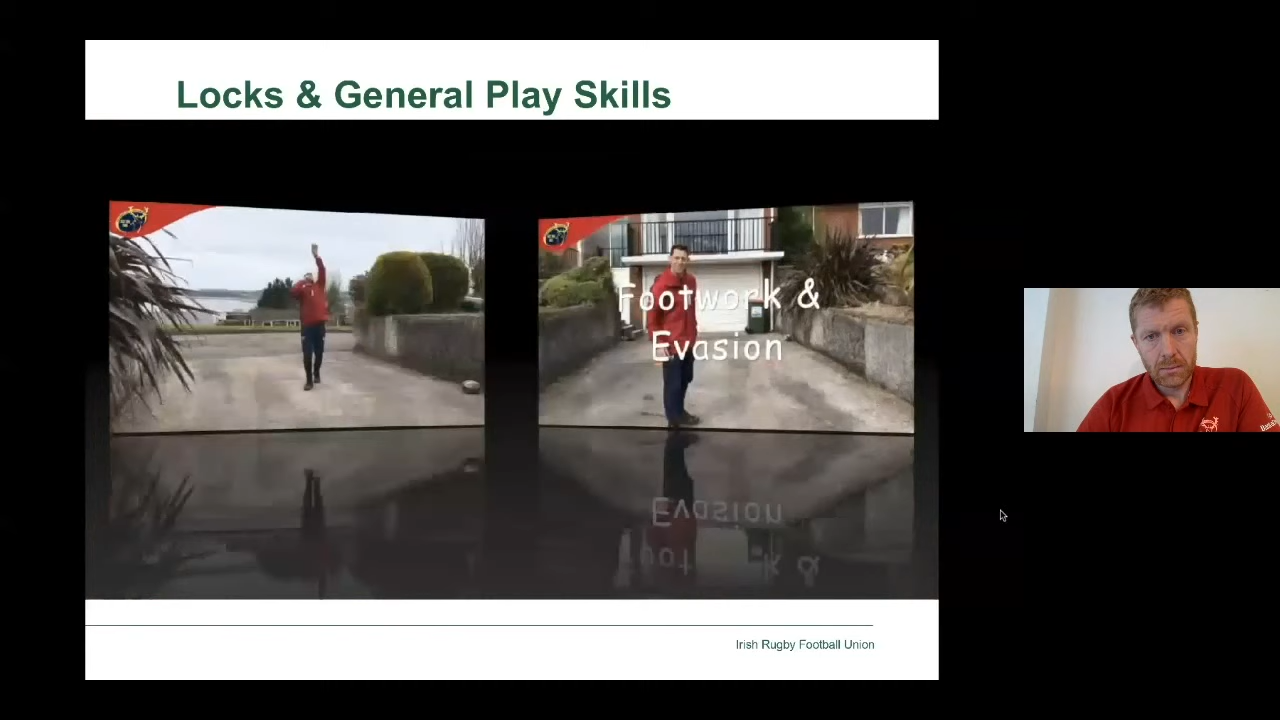 Locks & General Play Skills
Footwork &
Evasion
Irish Rugby Football Union